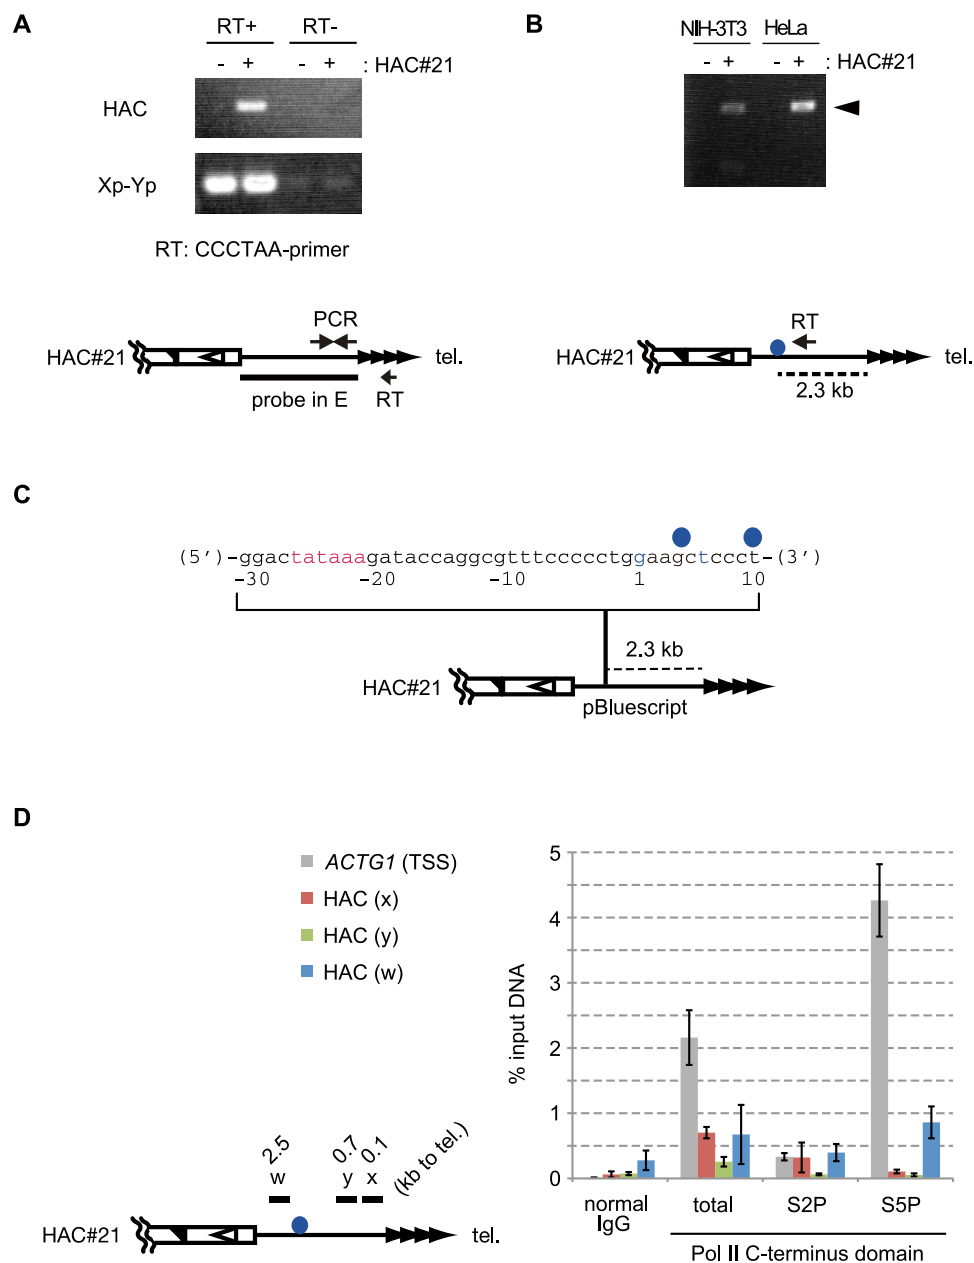 A
RT+ RT-
- + - + : HAC#21
HAC
Xp-Yp
RT: CCCTAA-primer
PCR
HAC#21 tel.
probe in E RT
B
NIH-3T3 HeLa
- + - + : HAC#21
RT
HAC#21 tel.
2.3 kb
C
(5')-ggactataaagataccaggcgtttccccctggaagctccct-(3')
-30 -20 -10 1 10
2.3 kb
HAC#21
pBluescript
D
ACTG1 (TSS)
HAC (x)
HAC (y)
HAC (w)
2.5 0.7 0.1 (kb to tel.)
w y x
HAC#21 tel.
% input DNA
5
4
3
2
1
0
normal IgG total S2P S5P
Pol II C-terminus domain